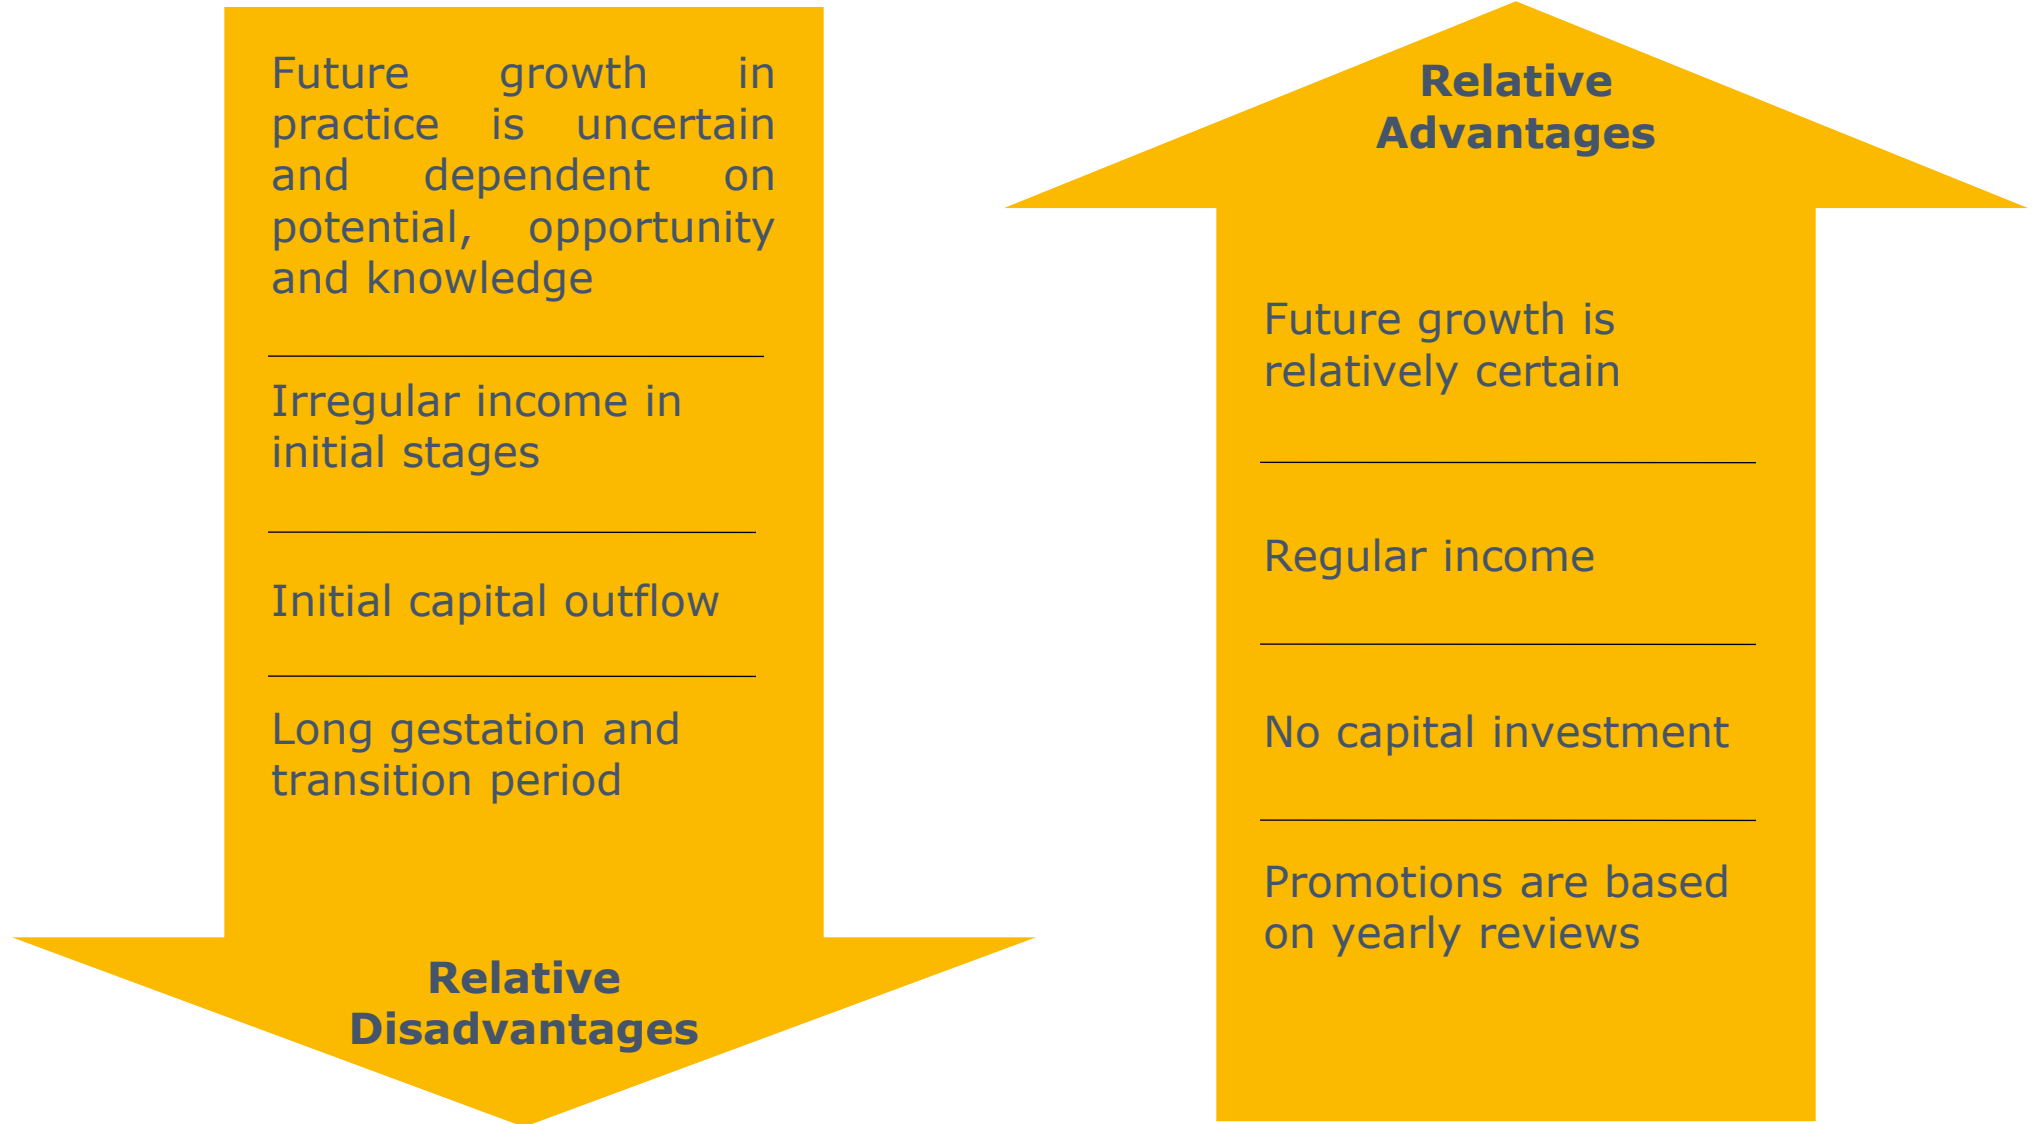 Future growth in
practice is uncertain
and dependent on
potential, opportunity
and knowledge
Irregular income in
initial stages
Initial capital outflow
Long gestation and
transition period
Relative
Disadvantages
Relative
Advantages
Future growth is
relatively certain
Regular income
No capital investment
Promotions are based
on yearly reviews